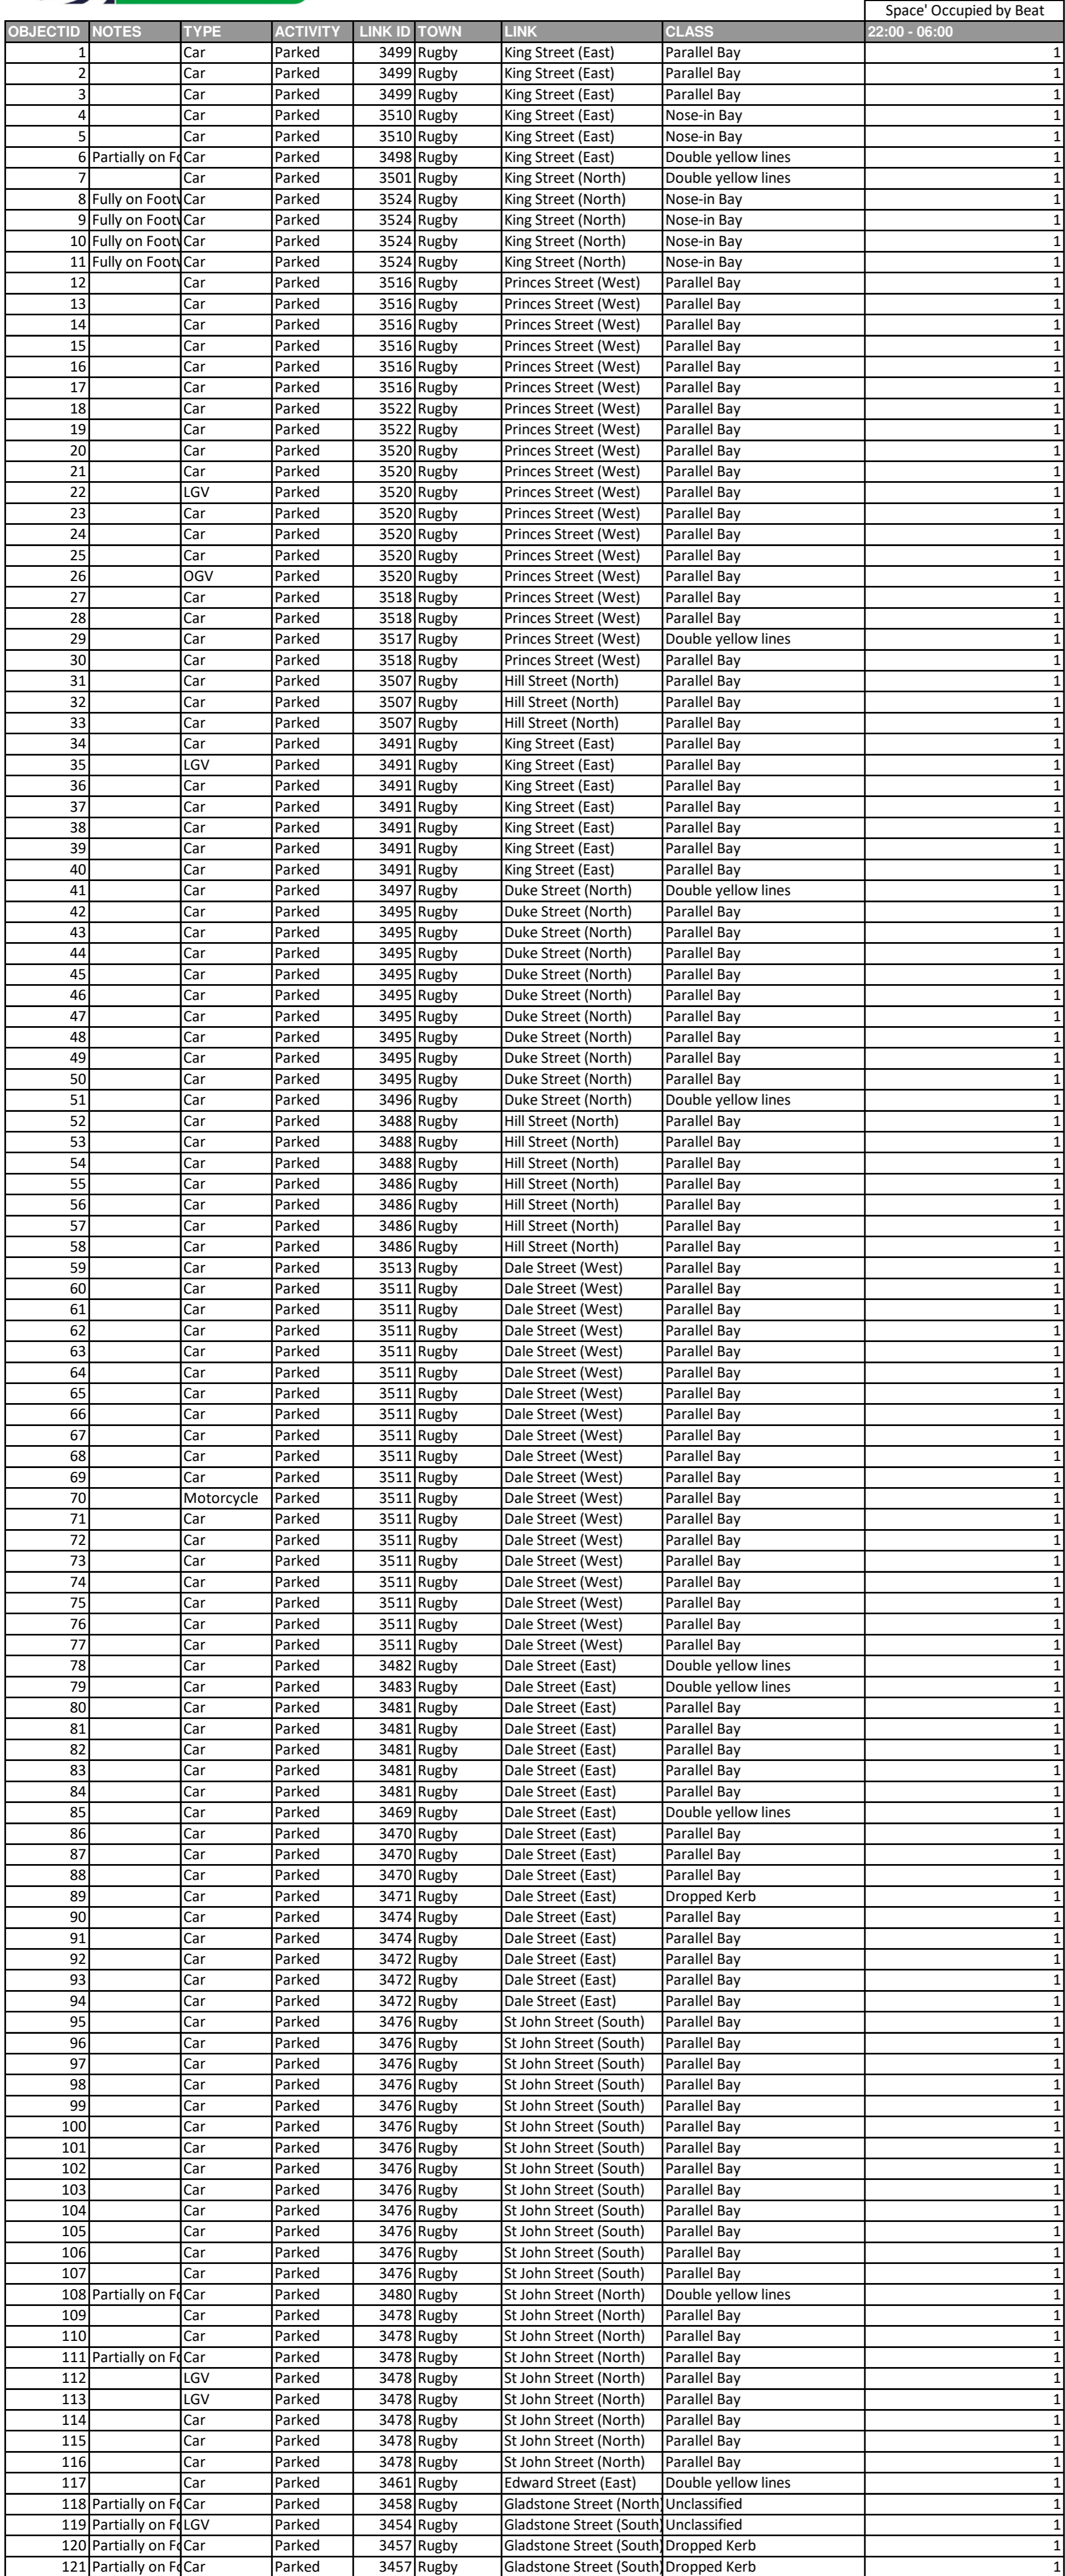 Space' Occupied by Beat
OBJECTID NOTES TYPE ACTIVITY LINK ID TOWN LINK CLASS 22:00 - 06:00
1 Car Parked 3499 Rugby King Street (East) Parallel Bay 1
2 Car Parked 3499 Rugby King Street (East) Parallel Bay 1
3 Car Parked 3499 Rugby King Street (East) Parallel Bay 1
4 Car Parked 3510 Rugby King Street (East) Nose-in Bay 1
5 Car Parked 3510 Rugby King Street (East) Nose-in Bay 1
6 Partially on Fo Car Parked 3498 Rugby King Street (East) Double yellow lines 1
7 Car Parked 3501 Rugby King Street (North) Double yellow lines 1
8 Fully on Footw Car Parked 3524 Rugby King Street (North) Nose-in Bay 1
9 Fully on Footw Car Parked 3524 Rugby King Street (North) Nose-in Bay 1
10 Fully on Footw Car Parked 3524 Rugby King Street (North) Nose-in Bay 1
11 Fully on Footw Car Parked 3524 Rugby King Street (North) Nose-in Bay 1
12 Car Parked 3516 Rugby Princes Street (West) Parallel Bay 1
13 Car Parked 3516 Rugby Princes Street (West) Parallel Bay 1
14 Car Parked 3516 Rugby Princes Street (West) Parallel Bay 1
15 Car Parked 3516 Rugby Princes Street (West) Parallel Bay 1
16 Car Parked 3516 Rugby Princes Street (West) Parallel Bay 1
17 Car Parked 3516 Rugby Princes Street (West) Parallel Bay 1
18 Car Parked 3522 Rugby Princes Street (West) Parallel Bay 1
19 Car Parked 3522 Rugby Princes Street (West) Parallel Bay 1
20 Car Parked 3520 Rugby Princes Street (West) Parallel Bay 1
21 Car Parked 3520 Rugby Princes Street (West) Parallel Bay 1
22 LGV Parked 3520 Rugby Princes Street (West) Parallel Bay 1
23 Car Parked 3520 Rugby Princes Street (West) Parallel Bay 1
24 Car Parked 3520 Rugby Princes Street (West) Parallel Bay 1
25 Car Parked 3520 Rugby Princes Street (West) Parallel Bay 1
26 OGV Parked 3520 Rugby Princes Street (West) Parallel Bay 1
27 Car Parked 3518 Rugby Princes Street (West) Parallel Bay 1
28 Car Parked 3518 Rugby Princes Street (West) Parallel Bay 1
29 Car Parked 3517 Rugby Princes Street (West) Double yellow lines 1
30 Car Parked 3518 Rugby Princes Street (West) Parallel Bay 1
31 Car Parked 3507 Rugby Hill Street (North) Parallel Bay 1
32 Car Parked 3507 Rugby Hill Street (North) Parallel Bay 1
33 Car Parked 3507 Rugby Hill Street (North) Parallel Bay 1
34 Car Parked 3491 Rugby King Street (East) Parallel Bay 1
35 LGV Parked 3491 Rugby King Street (East) Parallel Bay 1
36 Car Parked 3491 Rugby King Street (East) Parallel Bay 1
37 Car Parked 3491 Rugby King Street (East) Parallel Bay 1
38 Car Parked 3491 Rugby King Street (East) Parallel Bay 1
39 Car Parked 3491 Rugby King Street (East) Parallel Bay 1
40 Car Parked 3491 Rugby King Street (East) Parallel Bay 1
41 Car Parked 3497 Rugby Duke Street (North) Double yellow lines 1
42 Car Parked 3495 Rugby Duke Street (North) Parallel Bay 1
43 Car Parked 3495 Rugby Duke Street (North) Parallel Bay 1
44 Car Parked 3495 Rugby Duke Street (North) Parallel Bay 1
45 Car Parked 3495 Rugby Duke Street (North) Parallel Bay 1
46 Car Parked 3495 Rugby Duke Street (North) Parallel Bay 1
47 Car Parked 3495 Rugby Duke Street (North) Parallel Bay 1
48 Car Parked 3495 Rugby Duke Street (North) Parallel Bay 1
49 Car Parked 3495 Rugby Duke Street (North) Parallel Bay 1
50 Car Parked 3495 Rugby Duke Street (North) Parallel Bay 1
51 Car Parked 3496 Rugby Duke Street (North) Double yellow lines 1
52 Car Parked 3488 Rugby Hill Street (North) Parallel Bay 1
53 Car Parked 3488 Rugby Hill Street (North) Parallel Bay 1
54 Car Parked 3488 Rugby Hill Street (North) Parallel Bay 1
55 Car Parked 3486 Rugby Hill Street (North) Parallel Bay 1
56 Car Parked 3486 Rugby Hill Street (North) Parallel Bay 1
57 Car Parked 3486 Rugby Hill Street (North) Parallel Bay 1
58 Car Parked 3486 Rugby Hill Street (North) Parallel Bay 1
59 Car Parked 3513 Rugby Dale Street (West) Parallel Bay 1
60 Car Parked 3511 Rugby Dale Street (West) Parallel Bay 1
61 Car Parked 3511 Rugby Dale Street (West) Parallel Bay 1
62 Car Parked 3511 Rugby Dale Street (West) Parallel Bay 1
63 Car Parked 3511 Rugby Dale Street (West) Parallel Bay 1
64 Car Parked 3511 Rugby Dale Street (West) Parallel Bay 1
65 Car Parked 3511 Rugby Dale Street (West) Parallel Bay 1
66 Car Parked 3511 Rugby Dale Street (West) Parallel Bay 1
67 Car Parked 3511 Rugby Dale Street (West) Parallel Bay 1
68 Car Parked 3511 Rugby Dale Street (West) Parallel Bay 1
69 Car Parked 3511 Rugby Dale Street (West) Parallel Bay 1
70 Motorcycle Parked 3511 Rugby Dale Street (West) Parallel Bay 1
71 Car Parked 3511 Rugby Dale Street (West) Parallel Bay 1
72 Car Parked 3511 Rugby Dale Street (West) Parallel Bay 1
73 Car Parked 3511 Rugby Dale Street (West) Parallel Bay 1
74 Car Parked 3511 Rugby Dale Street (West) Parallel Bay 1
75 Car Parked 3511 Rugby Dale Street (West) Parallel Bay 1
76 Car Parked 3511 Rugby Dale Street (West) Parallel Bay 1
77 Car Parked 3511 Rugby Dale Street (West) Parallel Bay 1
78 Car Parked 3482 Rugby Dale Street (East) Double yellow lines 1
79 Car Parked 3483 Rugby Dale Street (East) Double yellow lines 1
80 Car Parked 3481 Rugby Dale Street (East) Parallel Bay 1
81 Car Parked 3481 Rugby Dale Street (East) Parallel Bay 1
82 Car Parked 3481 Rugby Dale Street (East) Parallel Bay 1
83 Car Parked 3481 Rugby Dale Street (East) Parallel Bay 1
84 Car Parked 3481 Rugby Dale Street (East) Parallel Bay 1
85 Car Parked 3469 Rugby Dale Street (East) Double yellow lines 1
86 Car Parked 3470 Rugby Dale Street (East) Parallel Bay 1
87 Car Parked 3470 Rugby Dale Street (East) Parallel Bay 1
88 Car Parked 3470 Rugby Dale Street (East) Parallel Bay 1
89 Car Parked 3471 Rugby Dale Street (East) Dropped Kerb 1
90 Car Parked 3474 Rugby Dale Street (East) Parallel Bay 1
91 Car Parked 3474 Rugby Dale Street (East) Parallel Bay 1
92 Car Parked 3472 Rugby Dale Street (East) Parallel Bay 1
93 Car Parked 3472 Rugby Dale Street (East) Parallel Bay 1
94 Car Parked 3472 Rugby Dale Street (East) Parallel Bay 1
95 Car Parked 3476 Rugby St John Street (South) Parallel Bay 1
96 Car Parked 3476 Rugby St John Street (South) Parallel Bay 1
97 Car Parked 3476 Rugby St John Street (South) Parallel Bay 1
98 Car Parked 3476 Rugby St John Street (South) Parallel Bay 1
99 Car Parked 3476 Rugby St John Street (South) Parallel Bay 1
100 Car Parked 3476 Rugby St John Street (South) Parallel Bay 1
101 Car Parked 3476 Rugby St John Street (South) Parallel Bay 1
102 Car Parked 3476 Rugby St John Street (South) Parallel Bay 1
103 Car Parked 3476 Rugby St John Street (South) Parallel Bay 1
104 Car Parked 3476 Rugby St John Street (South) Parallel Bay 1
105 Car Parked 3476 Rugby St John Street (South) Parallel Bay 1
106 Car Parked 3476 Rugby St John Street (South) Parallel Bay 1
107 Car Parked 3476 Rugby St John Street (South) Parallel Bay 1
108 Partially on Fo Car Parked 3480 Rugby St John Street (North) Double yellow lines 1
109 Car Parked 3478 Rugby St John Street (North) Parallel Bay 1
110 Car Parked 3478 Rugby St John Street (North) Parallel Bay 1
111 Partially on Fo Car Parked 3478 Rugby St John Street (North) Parallel Bay 1
112 LGV Parked 3478 Rugby St John Street (North) Parallel Bay 1
113 LGV Parked 3478 Rugby St John Street (North) Parallel Bay 1
114 Car Parked 3478 Rugby St John Street (North) Parallel Bay 1
115 Car Parked 3478 Rugby St John Street (North) Parallel Bay 1
116 Car Parked 3478 Rugby St John Street (North) Parallel Bay 1
117 Car Parked 3461 Rugby Edward Street (East) Double yellow lines 1
118 Partially on Fo Car Parked 3458 Rugby Gladstone Street (North) Unclassified 1
119 Partially on Fo LGV Parked 3454 Rugby Gladstone Street (South) Unclassified 1
120 Partially on Fo Car Parked 3457 Rugby Gladstone Street (South) Dropped Kerb 1
121 Partially on Fo Car Parked 3457 Rugby Gladstone Street (South) Dropped Kerb 1